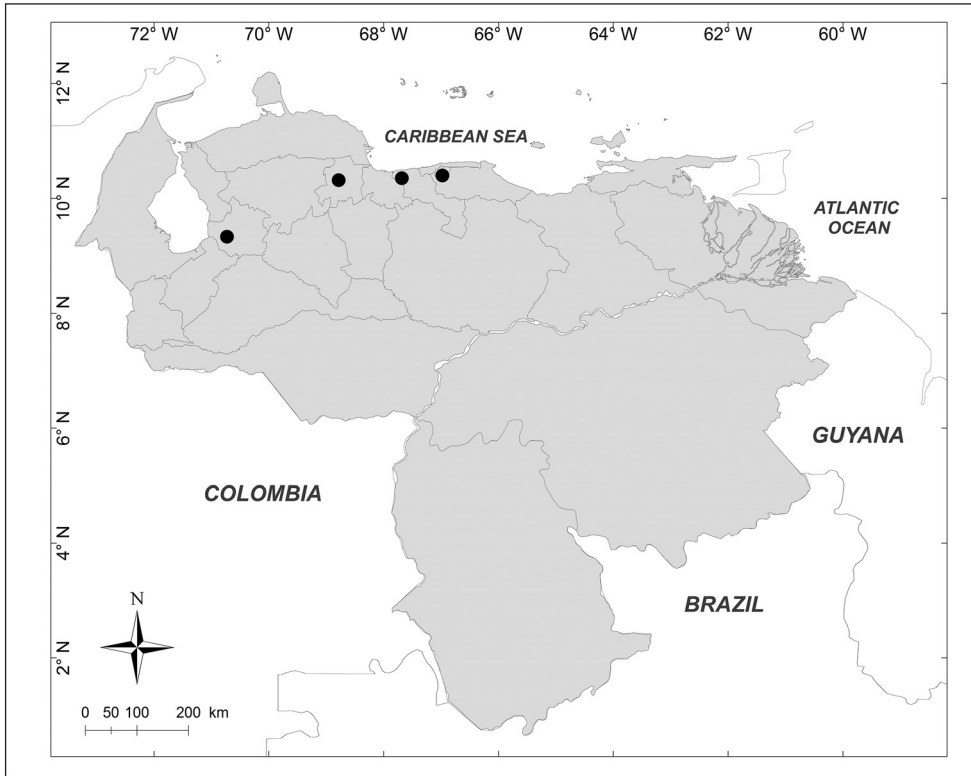 72° W 70° W 68° W 66° W 64° W 62° W 60° W
12° N
10° N
8° N
6° N
4° N
2° N
CARIBBEAN SEA
ATLANTIC
OCEAN
GUYANA
COLOMBIA
BRAZIL
N
0 50 100 200 km